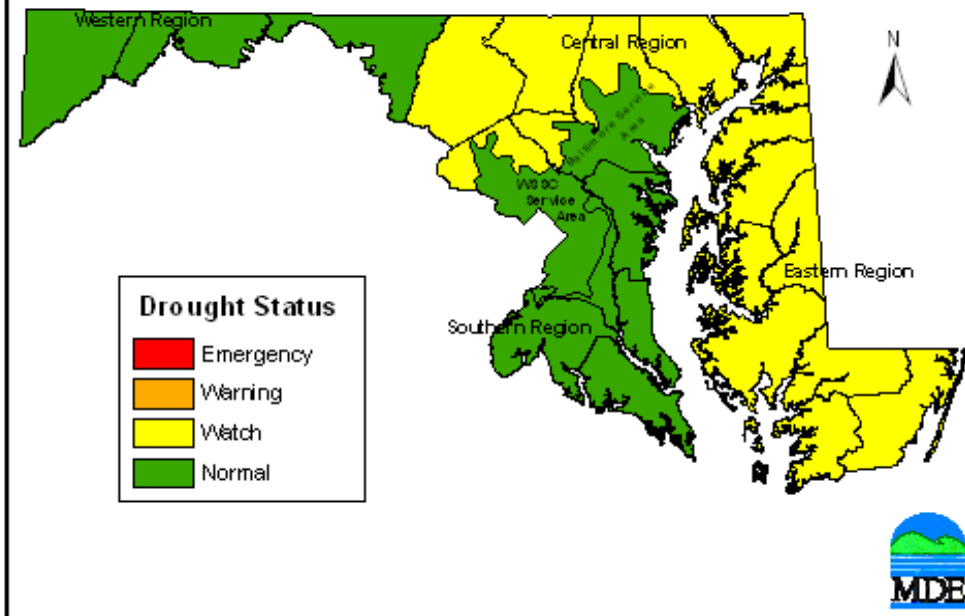 Western Region
Central Region
N
Baltimore Service
Area
WSSC
Service
Area
Eastern Region
Southern Region
Drought Status
Emergency
Warning
Watch
Normal
MDE